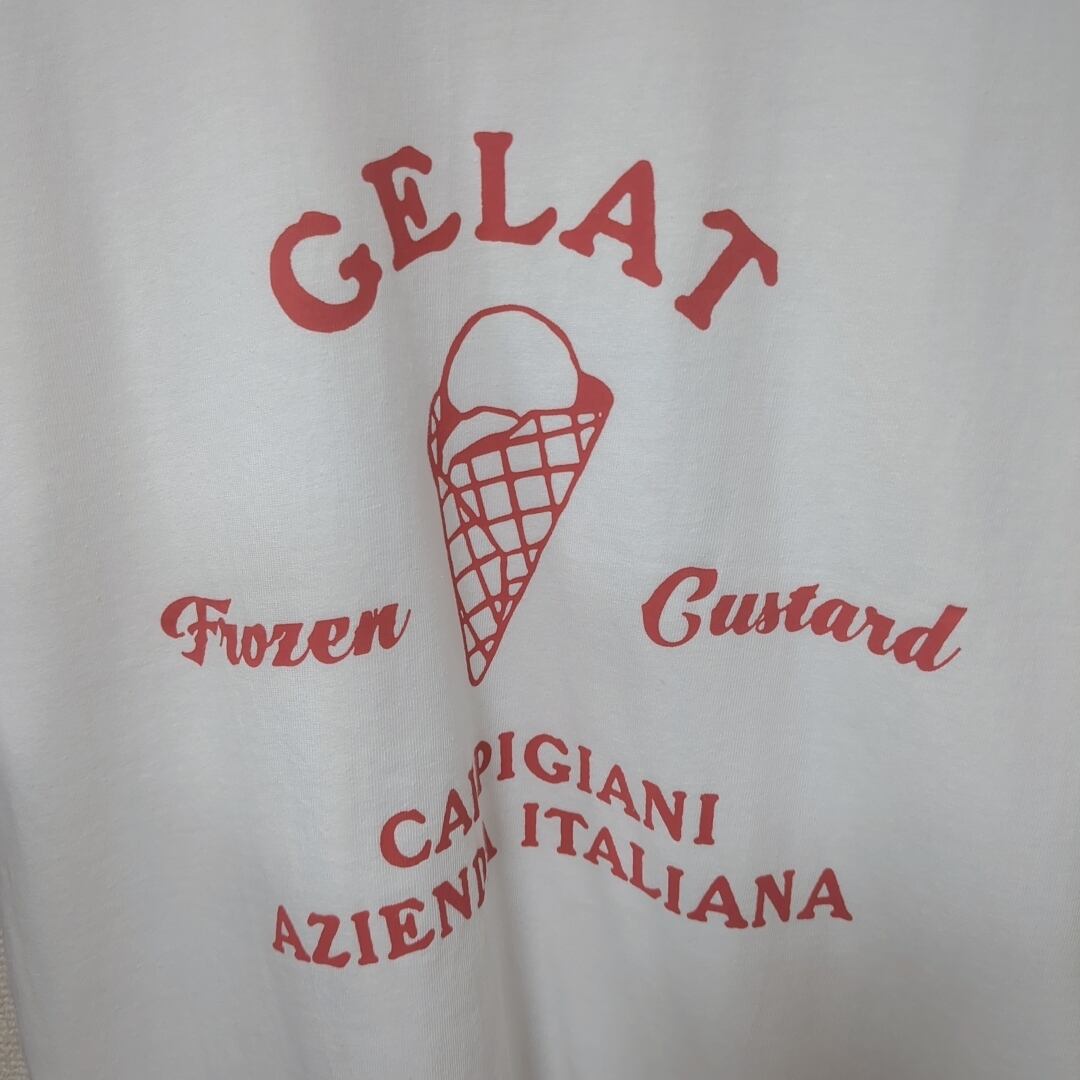 GELAT
Frozen Custard
CARPIGIANI
AZIENDA ITALIANA